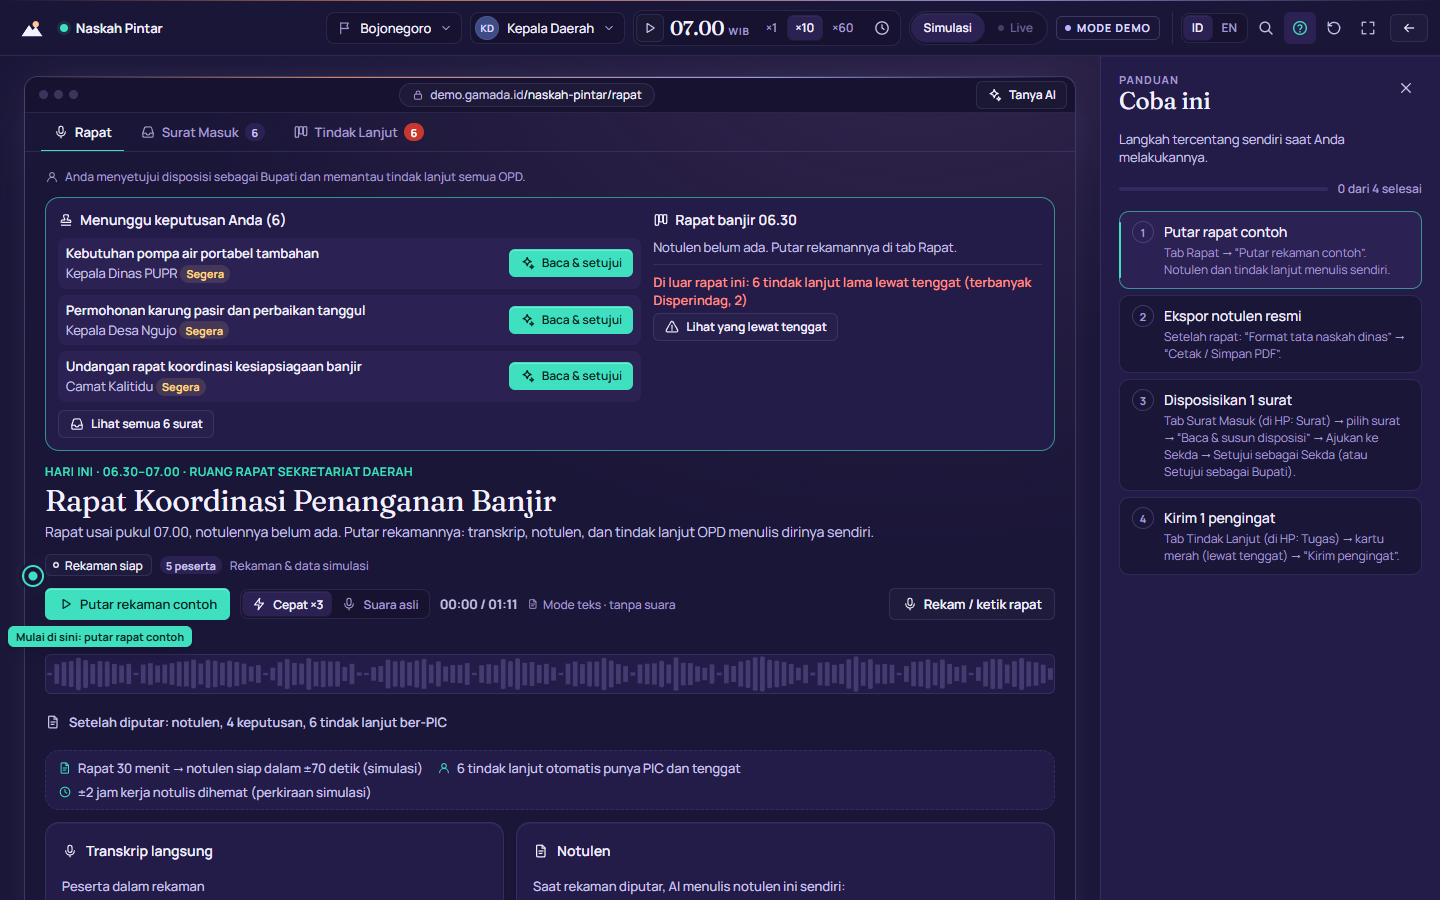 Naskah Pintar
Bojonegoro
KD Kepala Daerah
07.00 WIB
×1 ×10 ×60
Simulasi Live
MODE DEMO
ID EN
demo.gamada.id/naskah-pintar/rapat
Tanya AI
Rapat
Surat Masuk 6
Tindak Lanjut 6
Anda menyetujui disposisi sebagai Bupati dan memantau tindak lanjut semua OPD.
Menunggu keputusan Anda (6)
Kebutuhan pompa air portabel tambahan
Kepala Dinas PUPR Segera
Baca & setujui
Permohonan karung pasir dan perbaikan tanggul
Kepala Desa Ngujo Segera
Baca & setujui
Undangan rapat koordinasi kesiapsiagaan banjir
Camat Kalitidu Segera
Baca & setujui
Lihat semua 6 surat
Rapat banjir 06.30
Notulen belum ada. Putar rekamannya di tab Rapat.
Di luar rapat ini: 6 tindak lanjut lama lewat tenggat (terbanyak
Disperindag, 2)
Lihat yang lewat tenggat
HARI INI · 06.30–07.00 · RUANG RAPAT SEKRETARIAT DAERAH
Rapat Koordinasi Penanganan Banjir
Rapat usai pukul 07.00, notulennya belum ada. Putar rekamannya: transkrip, notulen, dan tindak lanjut OPD menulis dirinya sendiri.
Rekaman siap
5 peserta
Rekaman & data simulasi
Putar rekaman contoh
Cepat ×3
Suara asli
00:00 / 01:11
Mode teks · tanpa suara
Rekam / ketik rapat
Mulai di sini: putar rapat contoh
Setelah diputar: notulen, 4 keputusan, 6 tindak lanjut ber-PIC
Rapat 30 menit → notulen siap dalam ±70 detik (simulasi)
6 tindak lanjut otomatis punya PIC dan tenggat
±2 jam kerja notulis dihemat (perkiraan simulasi)
Transkrip langsung
Peserta dalam rekaman
Notulen
Saat rekaman diputar, AI menulis notulen ini sendiri:
PANDUAN
Coba ini
Langkah tercentang sendiri saat Anda
melakukannya.
0 dari 4 selesai
1 Putar rapat contoh
Tab Rapat → "Putar rekaman contoh".
Notulen dan tindak lanjut menulis sendiri.
2 Ekspor notulen resmi
Setelah rapat: "Format tata naskah dinas" →
"Cetak / Simpan PDF".
3 Disposisikan 1 surat
Tab Surat Masuk (di HP: Surat) → pilih surat
→ "Baca & susun disposisi" → Ajukan ke
Sekda → Setujui sebagai Sekda (atau
Setujui sebagai Bupati).
4 Kirim 1 pengingat
Tab Tindak Lanjut (di HP: Tugas) → kartu
merah (lewat tenggat) → "Kirim pengingat".